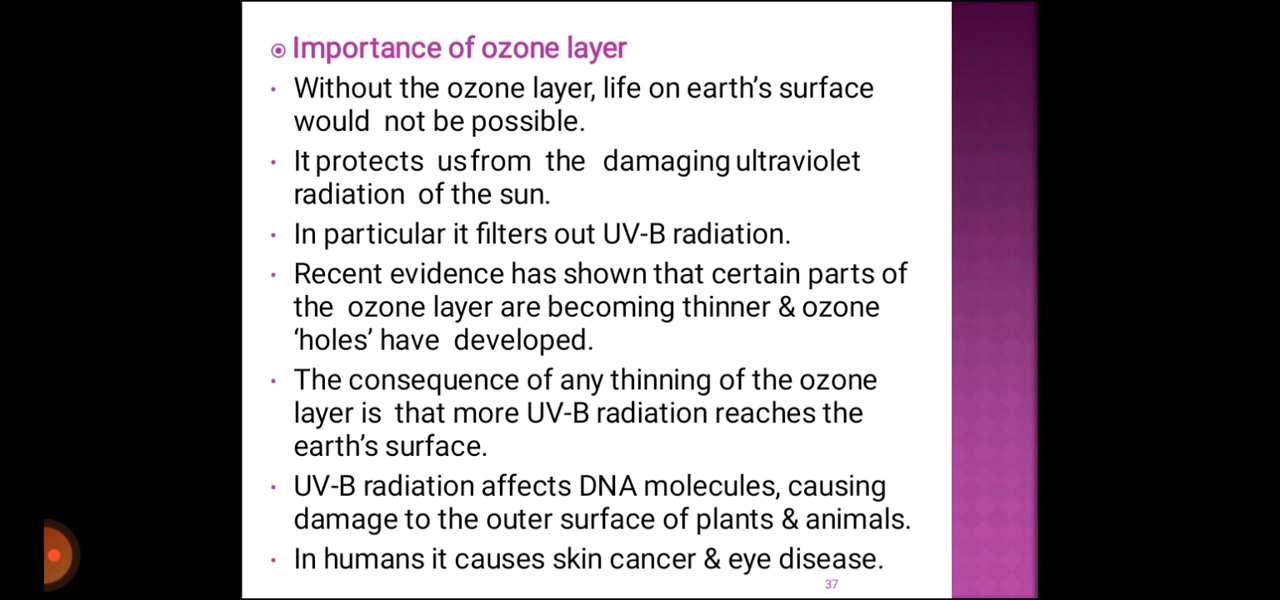 Importance of ozone layer
• Without the ozone layer, life on earth's surface
would not be possible.
• It protects us from the damaging ultraviolet
radiation of the sun.
• In particular it filters out UV-B radiation.
• Recent evidence has shown that certain parts of
the ozone layer are becoming thinner & ozone
‘holes’ have developed.
• The consequence of any thinning of the ozone
layer is that more UV-B radiation reaches the
earth's surface.
• UV-B radiation affects DNA molecules, causing
damage to the outer surface of plants & animals.
• In humans it causes skin cancer & eye disease.
37